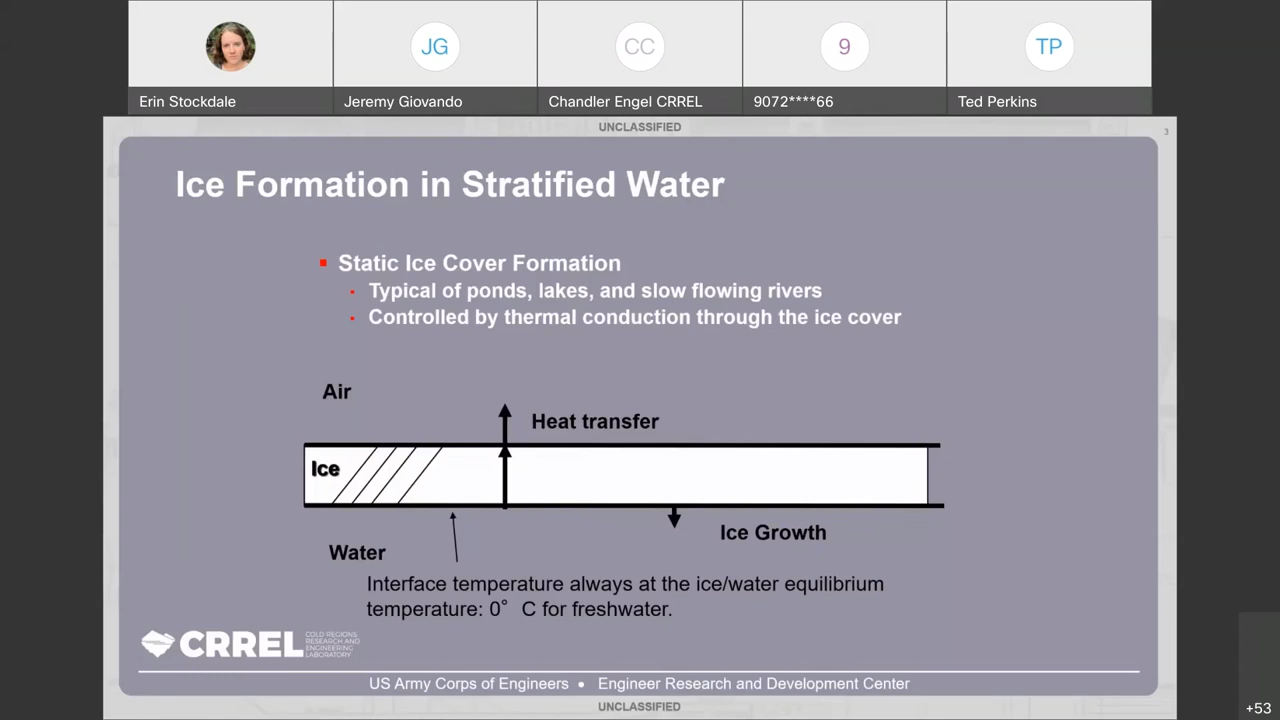 JG
CC
9
TP
Erin Stockdale
Jeremy Giovando
Chandler Engel CRREL
9072****66
Ted Perkins
UNCLASSIFIED
3
Ice Formation in Stratified Water
Static Ice Cover Formation
Typical of ponds, lakes, and slow flowing rivers
Controlled by thermal conduction through the ice cover
Air
Heat transfer
Ice
Ice Growth
Water
Interface temperature always at the ice/water equilibrium
temperature: 0° C for freshwater.
CRREL
COLD REGIONS
RESEARCH AND
ENGINEERING
LABORATORY
US Army Corps of Engineers • Engineer Research and Development Center
UNCLASSIFIED
+53